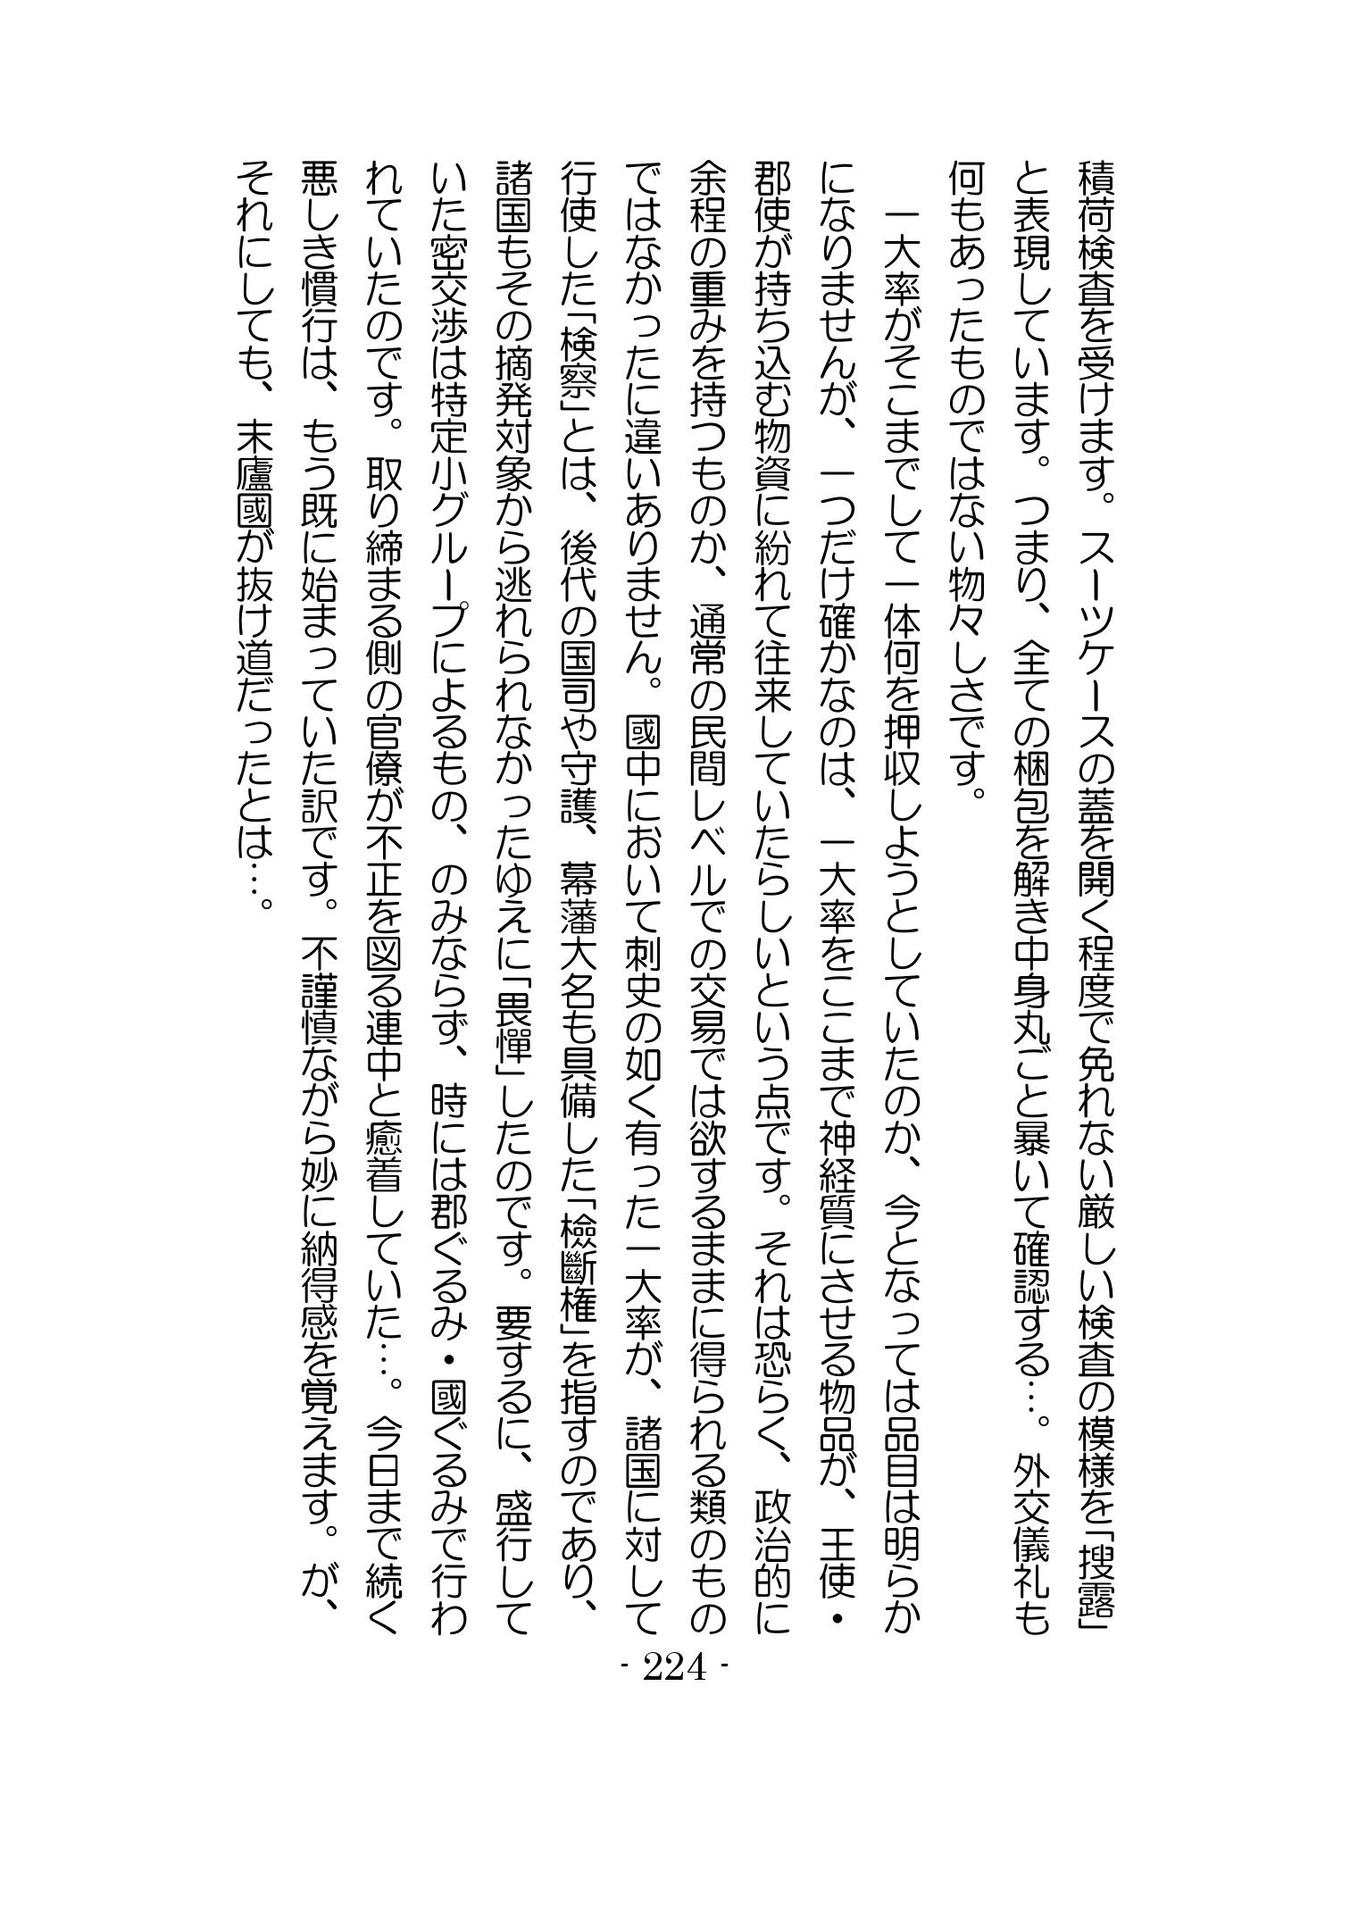 積荷検査を受けます。スーツケースの蓋を開く程度で免れない厳しい検査の模様を「捜露」
と表現しています。つまり、全ての梱包を解き中身丸ごと暴いて確認する…。外交儀礼も
何もあったものではない物々しさです。
　一大率がそこまでして一体何を押収しようとしていたのか、今となっては品目は明らか
になりませんが、一つだけ確かなのは、一大率をここまで神経質にさせる物品が、王使・
郡使が持ち込む物資に紛れて往来していたらしいという点です。それは恐らく、政治的に
余程の重みを持つものか、通常の民間レベルでの交易では欲するままに得られる類のもの
ではなかったに違いありません。國中において刺史の如く有った一大率が、諸国に対して
行使した「検察」とは、後代の国司や守護、幕藩大名も具備した「檢斷権」を指すのであり、
諸国もその摘発対象から逃れられなかったゆえに「畏憚」したのです。要するに、盛行して
いた密交渉は特定小グループによるもの、のみならず、時には郡ぐるみ・國ぐるみで行わ
れていたのです。取り締まる側の官僚が不正を図る連中と癒着していた…。今日まで続く
悪しき慣行は、もう既に始まっていた訳です。不謹慎ながら妙に納得感を覚えます。が、
それにしても、末廬國が抜け道だったとは…。
- 224 -